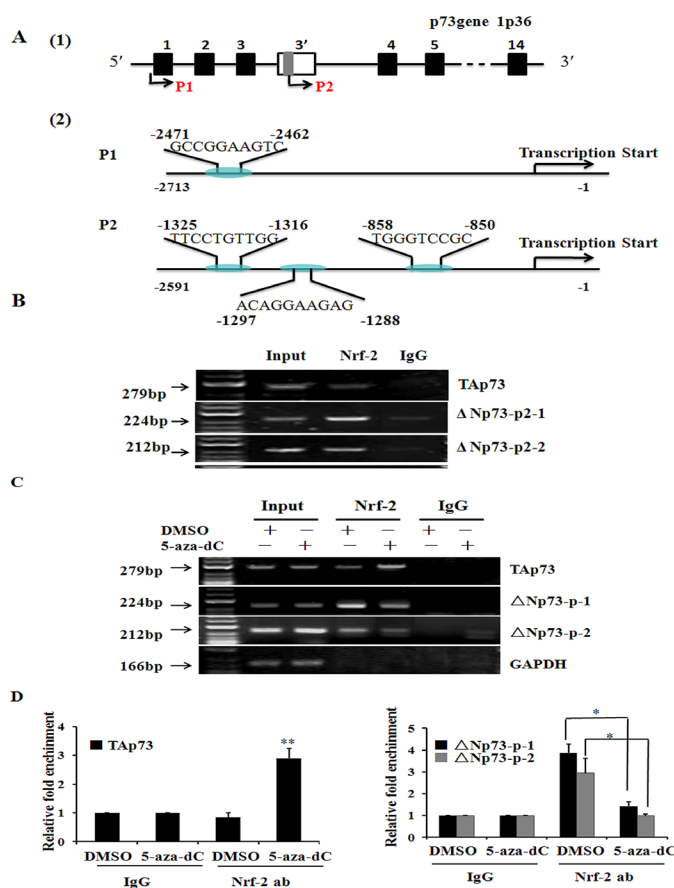 A
(1)
p73gene 1p36
1 2 3 3′ 4 5 14
5′ 3′
P1 P2
(2)
-2471 -2462
GCCGGAAGTC
P1
Transcription Start
-2713 -1
P2
-1325 -1316 -858 -850
TTCCTGTTGG TGGGTCCGC
Transcription Start
-2591 -1
ACAGGAAGAG
-1297 -1288
B
Input Nrf-2 IgG
279bp TAp73
224bp Δ Np73-p2-1
212bp Δ Np73-p2-2
C
Input Nrf-2 IgG
DMSO + − + − + −
5-aza-dC − + − + − +
279bp TAp73
224bp △Np73-p-1
212bp △Np73-p-2
166bp GAPDH
D
Relative fold enichment
4
3
2
1
0
TAp73
**
DMSO 5-aza-dC DMSO 5-aza-dC
IgG Nrf-2 ab
Relative fold enichment
5
4
3
2
1
0
△Np73-p-1
△Np73-p-2
*
*
DMSO 5-aza-dC DMSO 5-aza-dC
IgG Nrf-2 ab